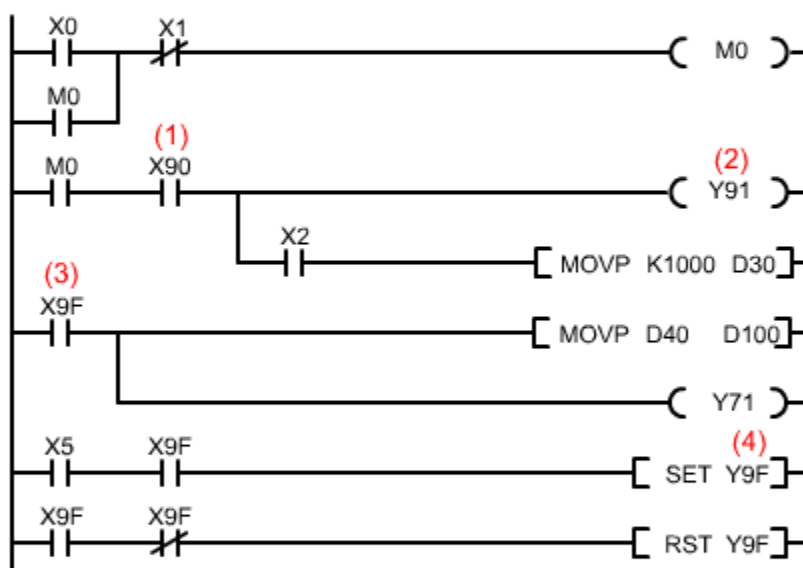 X0 X1 M0
M0
(1) (2)
M0 X90 Y91
X2 MOVP K1000 D30
(3)
X9F MOVP D40 D100
Y71
(4)
X5 X9F SET Y9F
X9F X9F RST Y9F